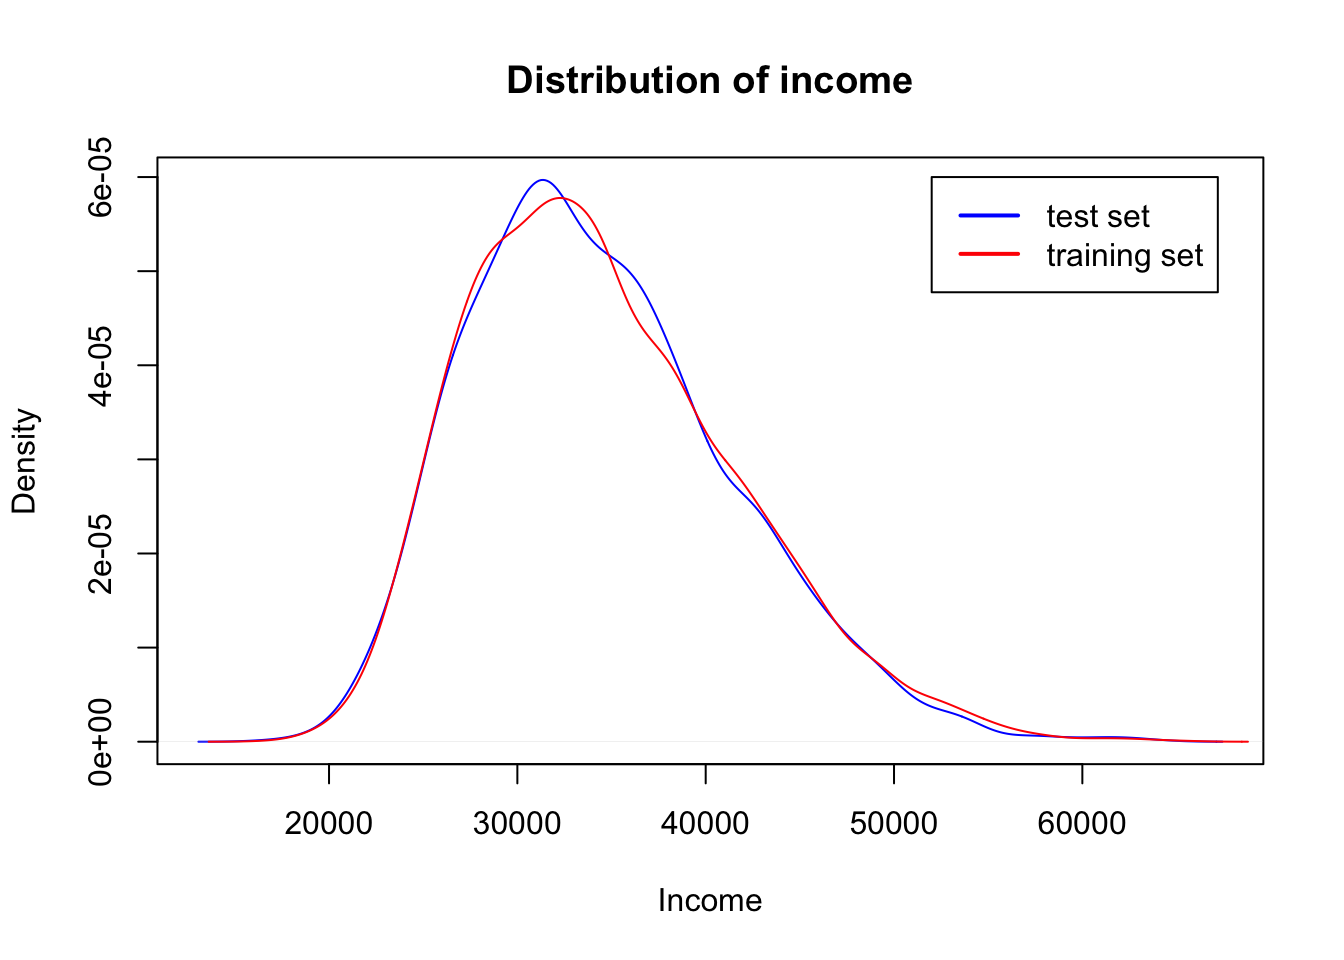 Distribution of income
test set
training set
Density
6e-05
4e-05
2e-05
0e+00
20000 30000 40000 50000 60000
Income